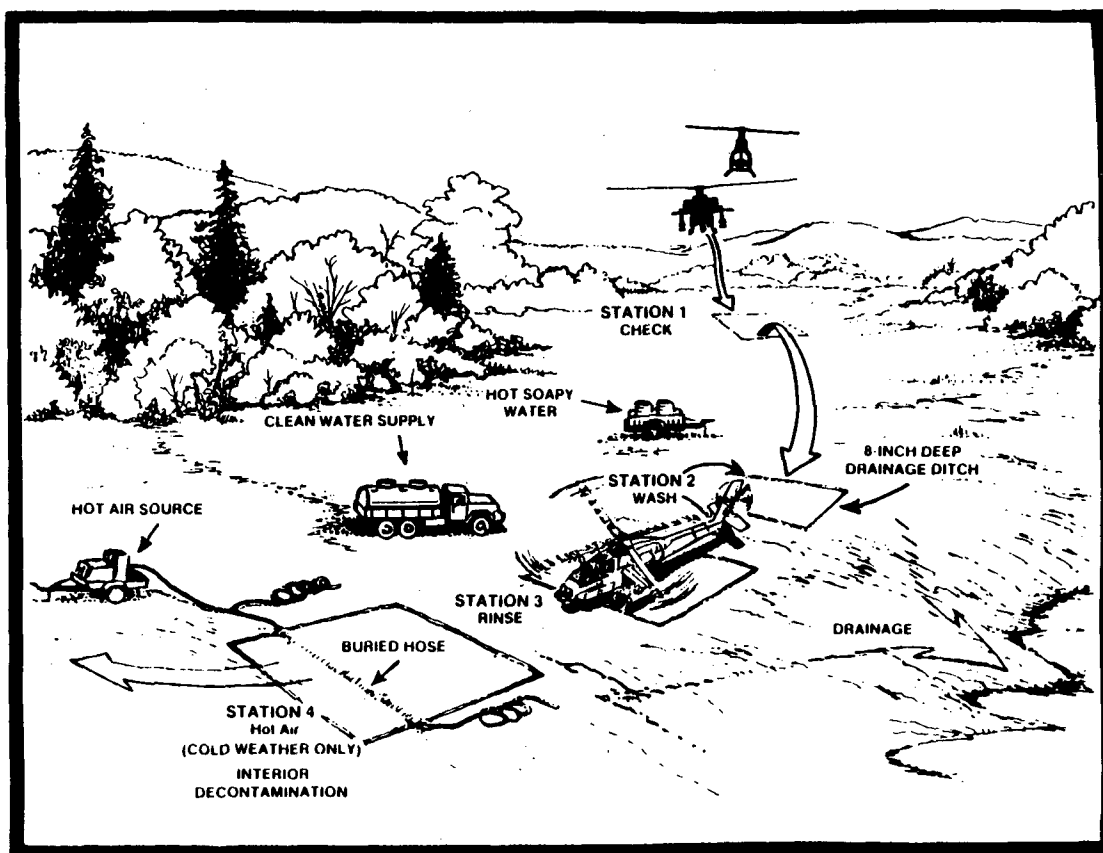 STATION 1
CHECK
HOT SOAPY
WATER
CLEAN WATER SUPPLY
8-INCH DEEP
DRAINAGE DITCH
STATION 2
WASH
HOT AIR SOURCE
STATION 3
RINSE
DRAINAGE
BURIED HOSE
STATION 4
Hot Air
(COLD WEATHER ONLY)
INTERIOR
DECONTAMINATION